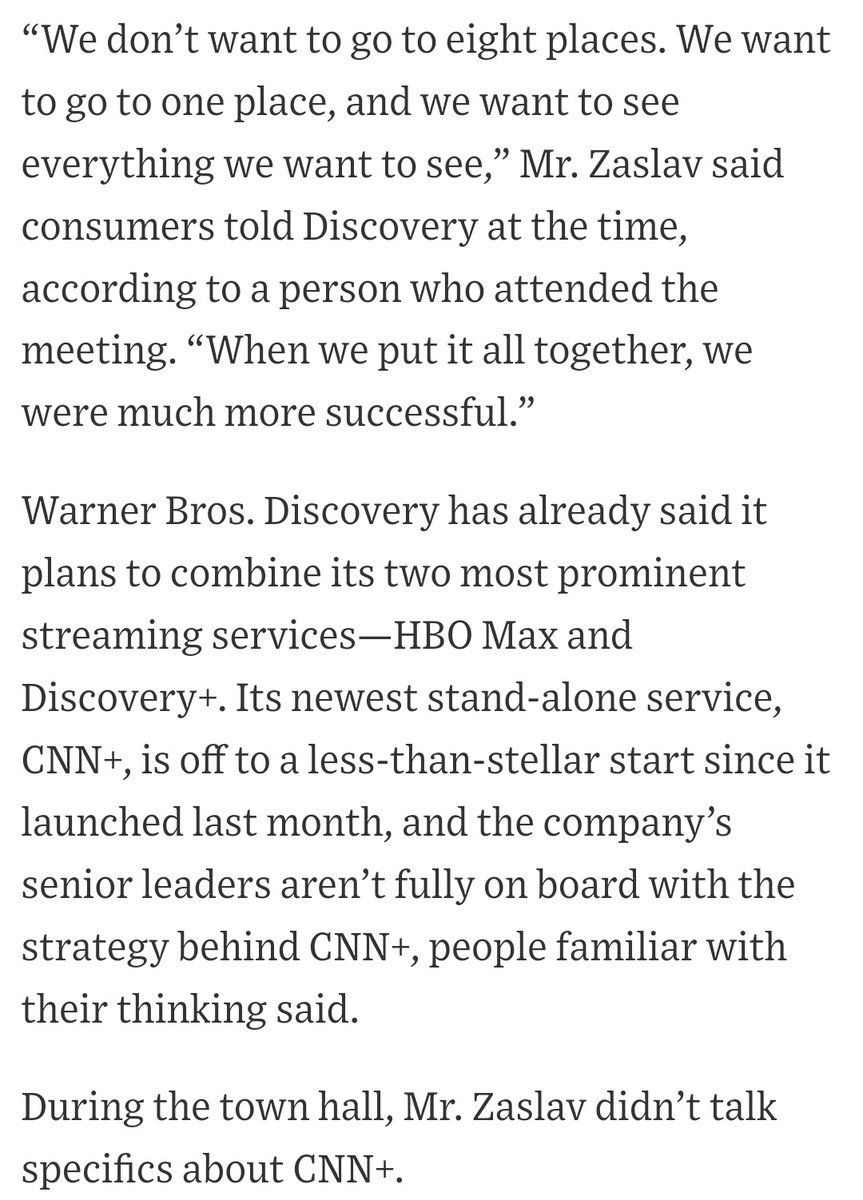 “We don’t want to go to eight places. We want
to go to one place, and we want to see
everything we want to see,” Mr. Zaslav said
consumers told Discovery at the time,
according to a person who attended the
meeting. “When we put it all together, we
were much more successful.”
Warner Bros. Discovery has already said it
plans to combine its two most prominent
streaming services—HBO Max and
Discovery+. Its newest stand-alone service,
CNN+, is off to a less-than-stellar start since it
launched last month, and the company’s
senior leaders aren’t fully on board with the
strategy behind CNN+, people familiar with
their thinking said.
During the town hall, Mr. Zaslav didn’t talk
specifics about CNN+.